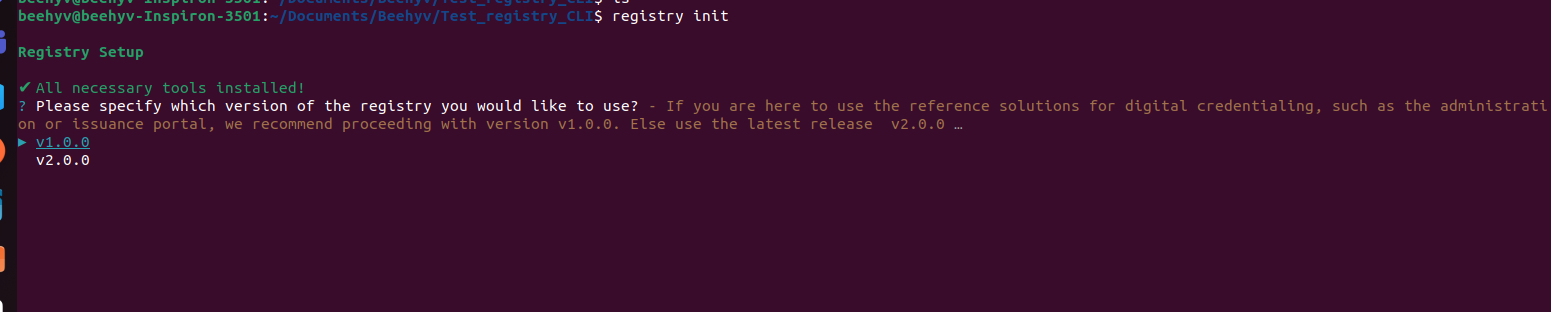 beehyv@beehyv-Inspiron-3501:~/Documents/Beehyv/Test_registry_CLI$ ls
beehyv@beehyv-Inspiron-3501:~/Documents/Beehyv/Test_registry_CLI$ registry init
Registry Setup
✔ All necessary tools installed!
? Please specify which version of the registry you would like to use? - If you are here to use the reference solutions for digital credentialing, such as the administrati
on or issuance portal, we recommend proceeding with version v1.0.0. Else use the latest release  v2.0.0 …
▸ v1.0.0
v2.0.0